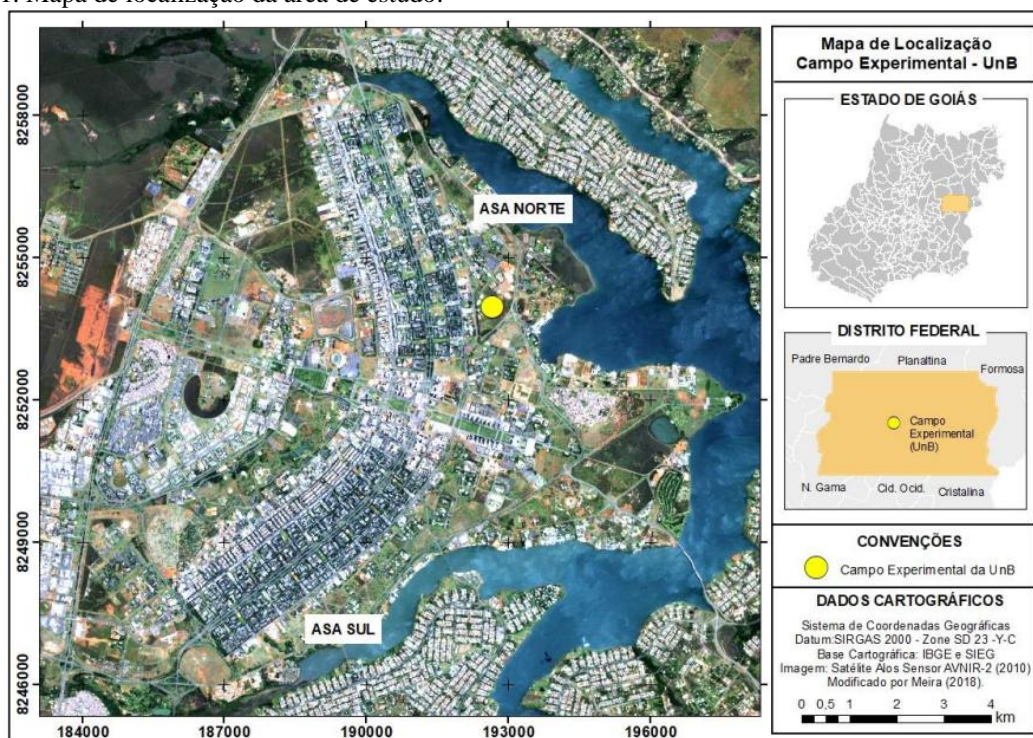 1. Mapa de localização da área de estudo.
Mapa de Localização
Campo Experimental - UnB
ESTADO DE GOIÁS
DISTRITO FEDERAL
Padre Bernardo
Planaltina
Formosa
Campo
Experimental
(UnB)
N. Gama
Cid. Ocid.
Cristalina
CONVENÇÕES
Campo Experimental da UnB
DADOS CARTOGRÁFICOS
Sistema de Coordenadas Geográficas
Datum:SIRGAS 2000 - Zone SD 23 -Y-C
Base Cartográfica: IBGE e SIEG
Imagem: Satélite Alos Sensor AVNIR-2 (2010)
Modificado por Meira (2018).
0 0,5 1 2 3 4
km
ASA NORTE
ASA SUL
8258000
8255000
8252000
8249000
8246000
184000 187000 190000 193000 196000